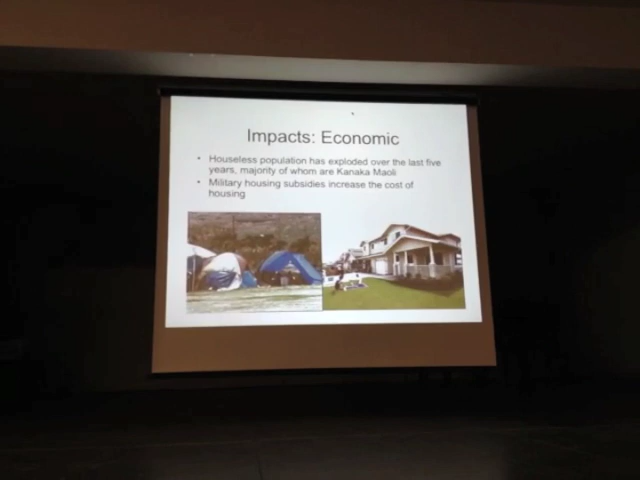 Impacts: Economic
• Houseless population has exploded over the last five
years, majority of whom are Kanaka Maoli
• Military housing subsidies increase the cost of
housing